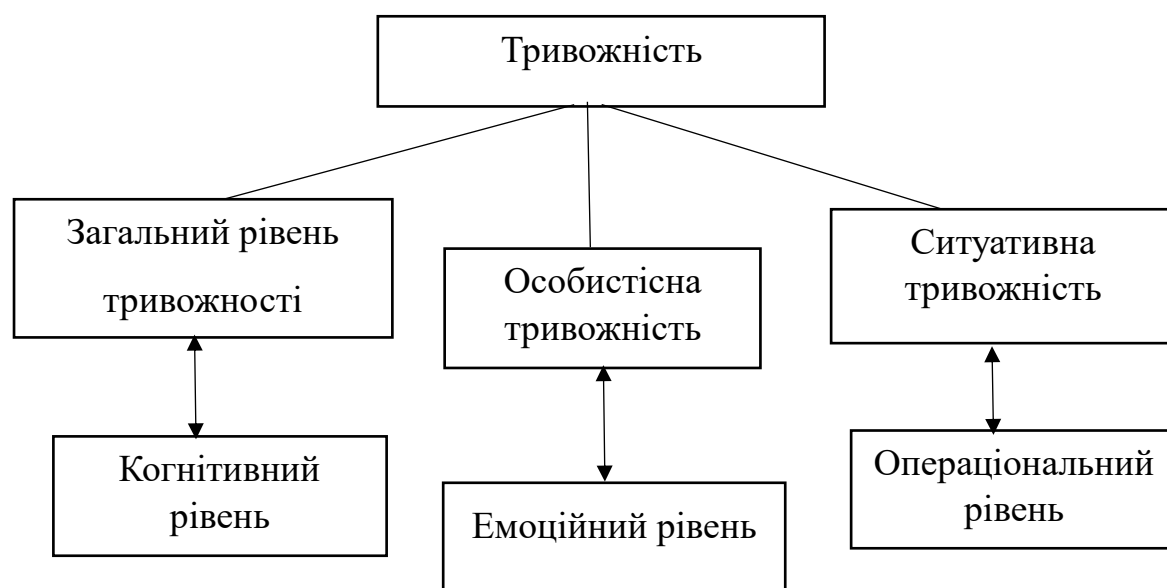 Тривожність
Загальний рівень
тривожності
Особистісна
тривожність
Ситуативна
тривожність
Когнітивний
рівень
Емоційний рівень
Операціональний
рівень